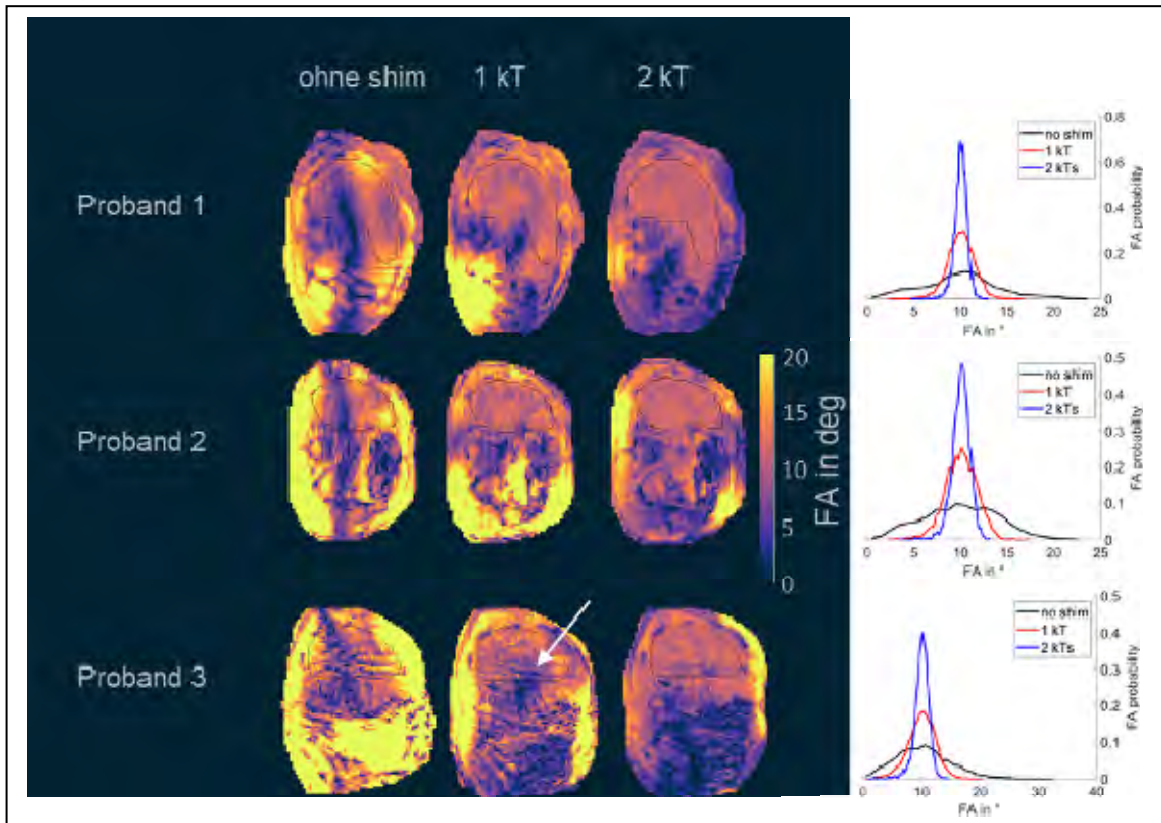 ohne shim 1 kT 2 kT
Proband 1
0.8
0.6
0.4
0.2
0
FA probability
no shim
1 kT
2 kTs
0 5 10 15 20 25
FA in °
Proband 2
20
15
10
5
0
FA in deg
0.5
0.4
0.3
0.2
0.1
0
FA probability
no shim
1 kT
2 kTs
0 5 10 15 20 25
FA in °
Proband 3
0.5
0.4
0.3
0.2
0.1
0
FA probability
no shim
1 kT
2 kTs
0 10 20 30 40
FA in °